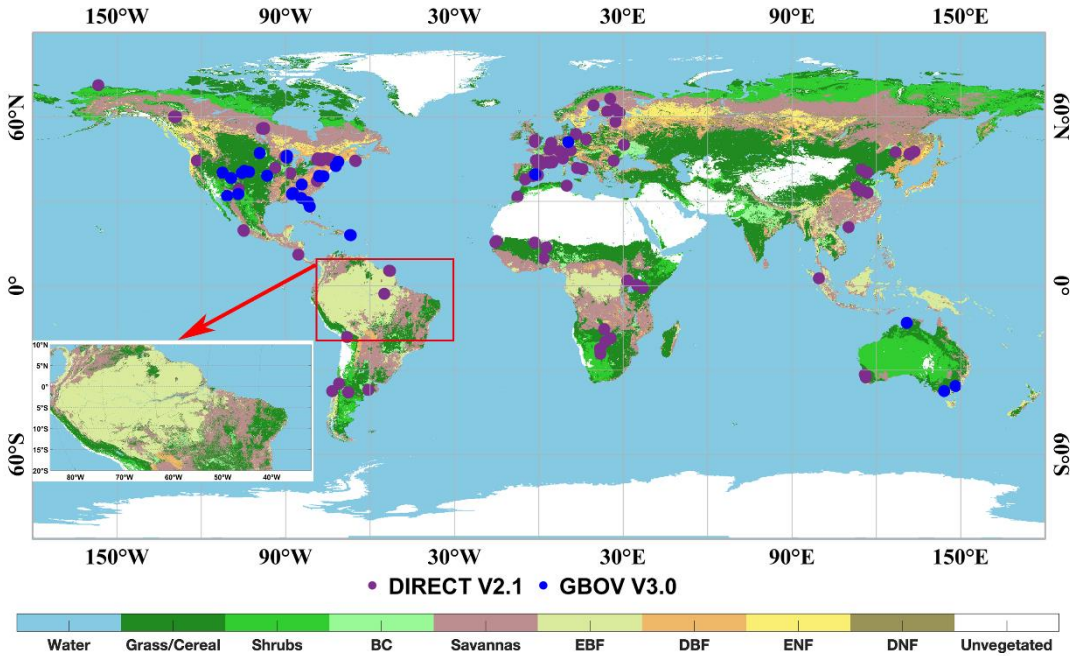 150°W 90°W 30°W 30°E 90°E 150°E
60°N 60°N
0° 0°
60°S 60°S
10°N
5°N
0°
5°S
10°S
15°S
20°S
80°W 70°W 60°W 50°W 40°W
150°W 90°W 30°W 30°E 90°E 150°E
DIRECT V2.1 GBOV V3.0
Water Grass/Cereal Shrubs BC Savannas EBF DBF ENF DNF Unvegetated